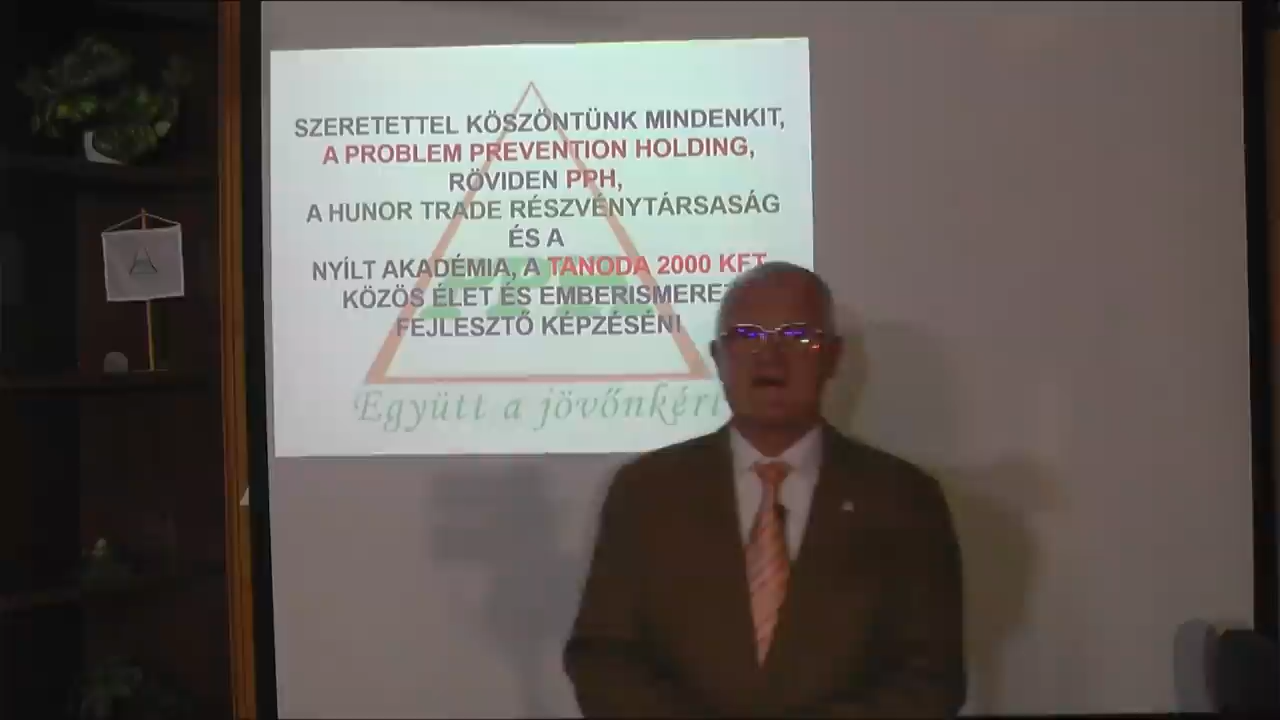 SZERETETTEL KÖSZÖNTÜNK MINDENKIT,
A PROBLEM PREVENTION HOLDING,
RÖVIDEN PPH,
A HUNOR TRADE RÉSZVÉNYTÁRSASÁG
ÉS A
NYÍLT AKADÉMIA, A TANODA 2000 KFT
KÖZÖS ÉLET ÉS
FEJLESZTŐ KÉPZÉSÉN!
PPH
Együtt a jövőnkért